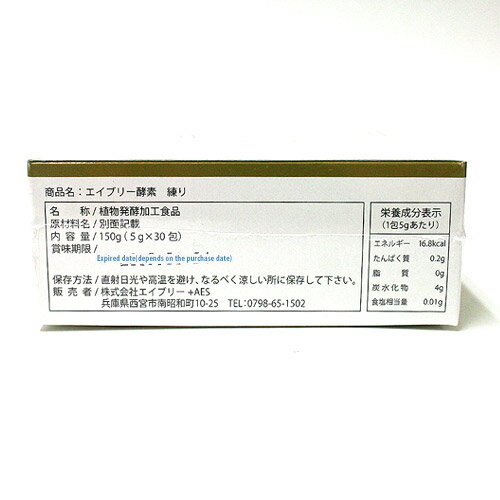 商品名：エイブリー酵素　練り
名　　称／植物発酵加工食品
原材料名／別面記載
内 容 量／150g( 5 g×30 包)
賞味期限／
Expired date(depends on the purchase date)
保存方法／直射日光や高温を避け、なるべく涼しい所に保存して下さい。
販 売 者／株式会社エイブリー +AES
兵庫県西宮市南昭和町10-25　TEL：0798-65-1502
栄養成分表示
(1包5gあたり)
エネルギー　16.8kcal
たんぱく質　0.2g
脂　　質　0g
炭水化物　4g
食塩相当量　0.01g